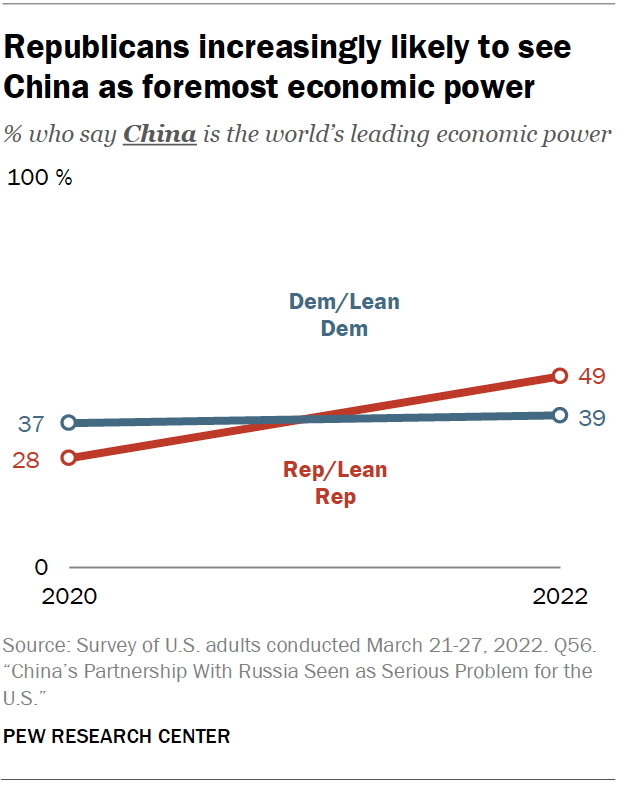 Republicans increasingly likely to see
China as foremost economic power
% who say China is the world's leading economic power
100 %
Dem/Lean
Dem
49
37
39
28
Rep/Lean
Rep
0
2020
2022
Source: Survey of U.S. adults conducted March 21-27, 2022. Q56.
“China's Partnership With Russia Seen as Serious Problem for the
U.S.”
PEW RESEARCH CENTER